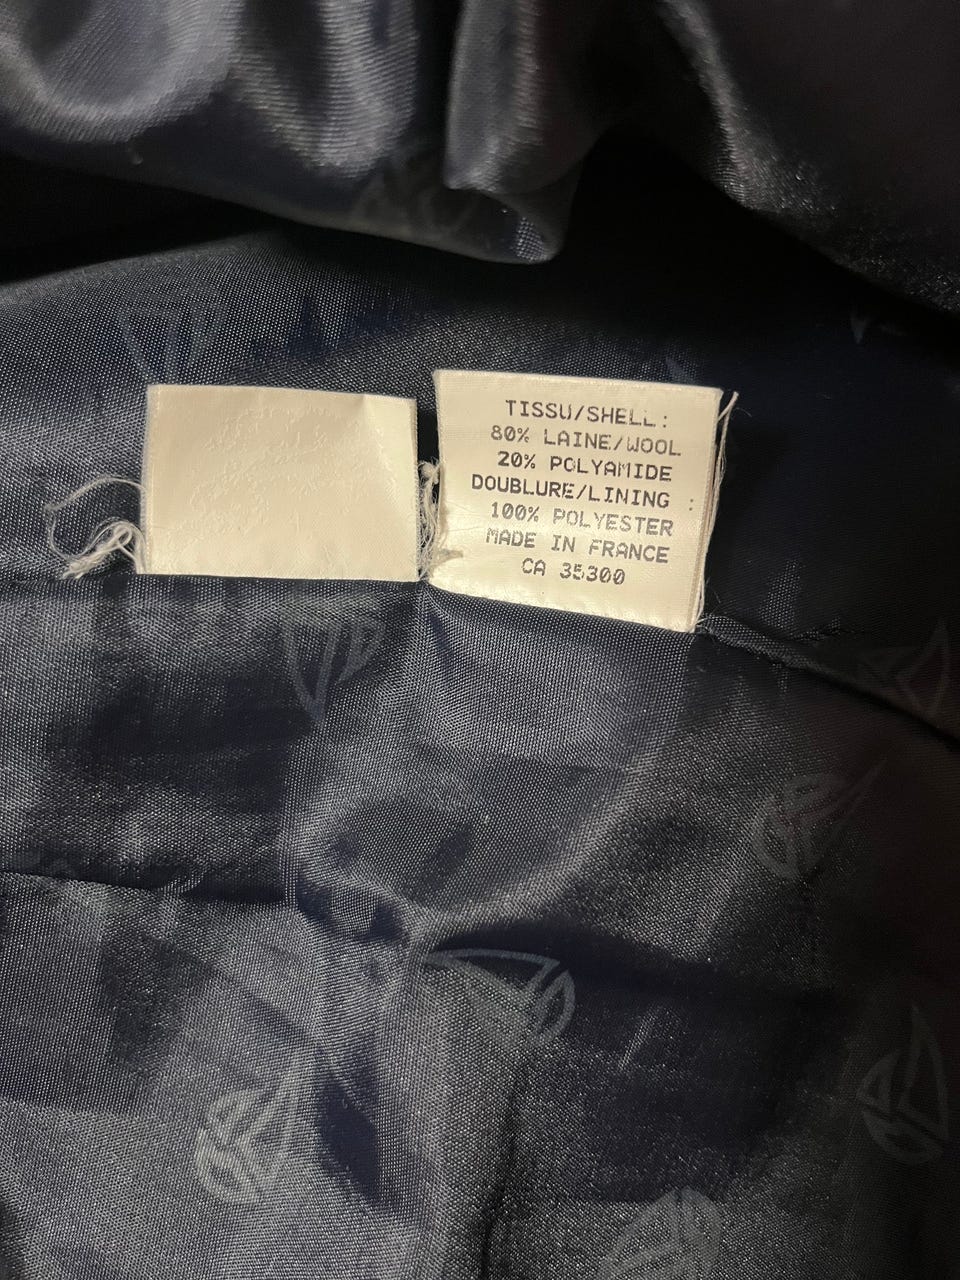 TISSU/SHELL:
80% LAINE/WOOL
20% POLYAMIDE
DOUBLURE/LINING :
100% POLYESTER
MADE IN FRANCE
CA 35300